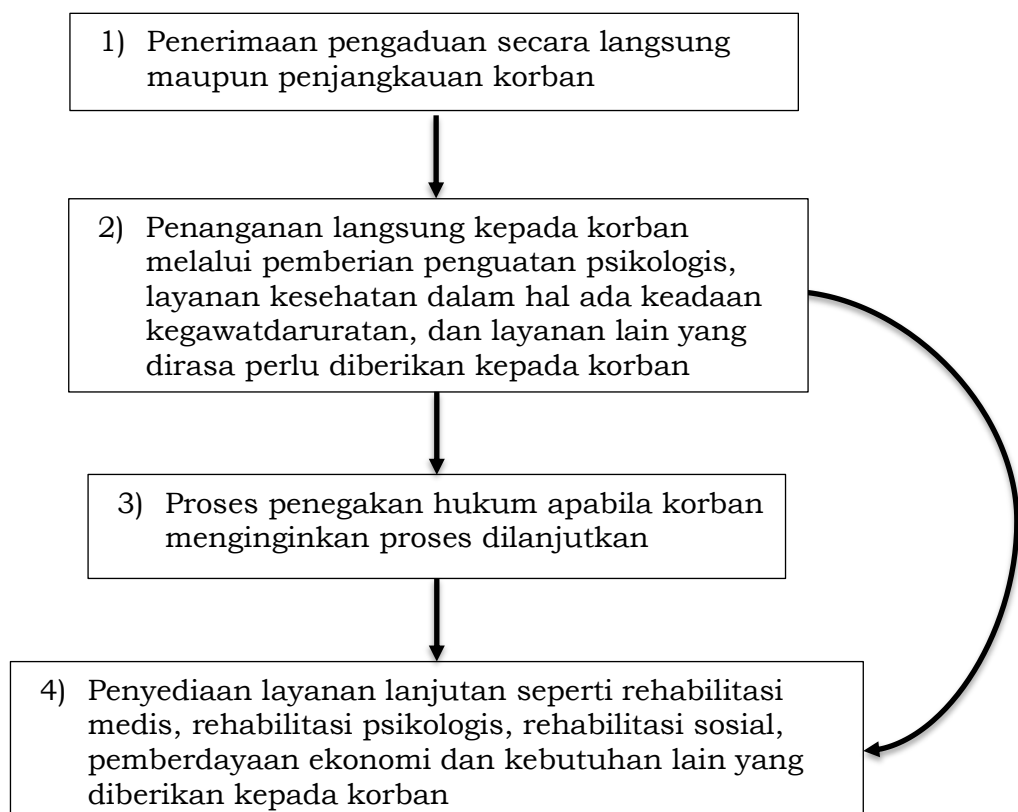 1) Penerimaan pengaduan secara langsung
maupun penjangkauan korban
2) Penanganan langsung kepada korban
melalui pemberian penguatan psikologis,
layanan kesehatan dalam hal ada keadaan
kegawatdaruratan, dan layanan lain yang
dirasa perlu diberikan kepada korban
3) Proses penegakan hukum apabila korban
menginginkan proses dilanjutkan
4) Penyediaan layanan lanjutan seperti rehabilitasi
medis, rehabilitasi psikologis, rehabilitasi sosial,
pemberdayaan ekonomi dan kebutuhan lain yang
diberikan kepada korban